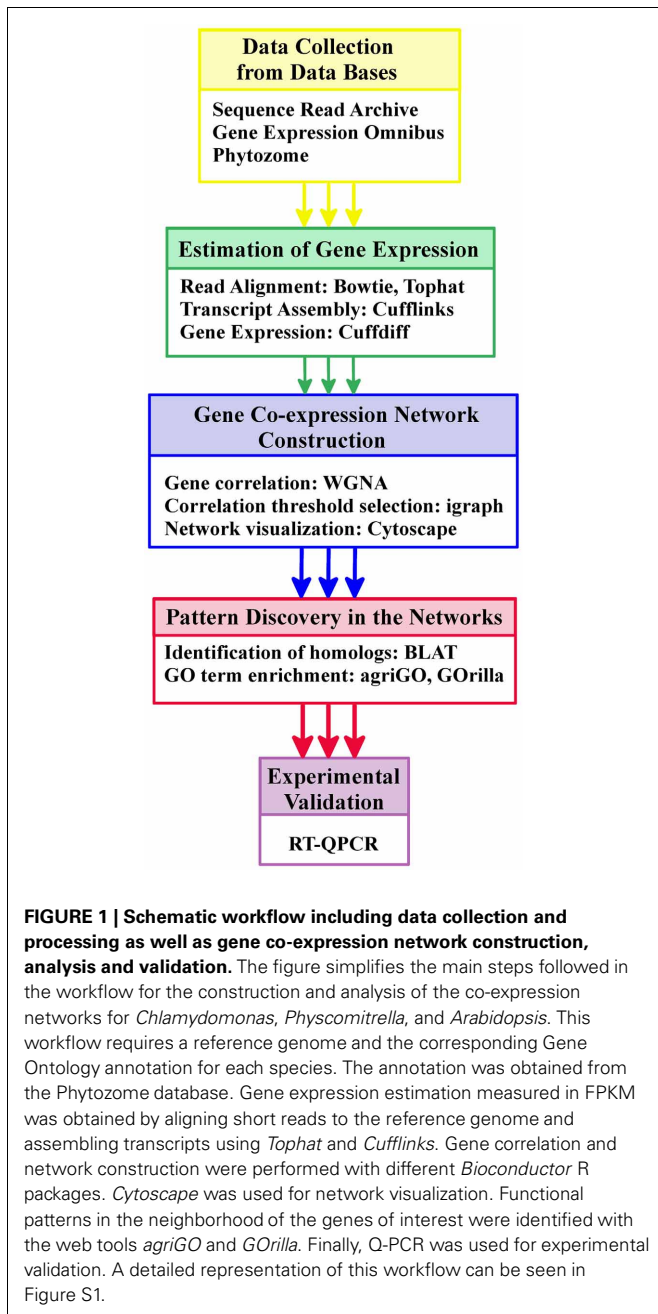 Data Collection
from Data Bases
Sequence Read Archive
Gene Expression Omnibus
Phytozome
Estimation of Gene Expression
Read Alignment: Bowtie, Tophat
Transcript Assembly: Cufflinks
Gene Expression: Cuffdiff
Gene Co-expression Network
Construction
Gene correlation: WGNA
Correlation threshold selection: igraph
Network visualization: Cytoscape
Pattern Discovery in the Networks
Identification of homologs: BLAT
GO term enrichment: agriGO, GOrilla
Experimental
Validation
RT-QPCR
FIGURE 1 | Schematic workflow including data collection and
processing as well as gene co-expression network construction,
analysis and validation. The figure simplifies the main steps followed in
the workflow for the construction and analysis of the co-expression
networks for Chlamydomonas, Physcomitrella, and Arabidopsis. This
workflow requires a reference genome and the corresponding Gene
Ontology annotation for each species. The annotation was obtained from
the Phytozome database. Gene expression estimation measured in FPKM
was obtained by aligning short reads to the reference genome and
assembling transcripts using Tophat and Cufflinks. Gene correlation and
network construction were performed with different Bioconductor R
packages. Cytoscape was used for network visualization. Functional
patterns in the neighborhood of the genes of interest were identified with
the web tools agriGO and GOrilla. Finally, Q-PCR was used for experimental
validation. A detailed representation of this workflow can be seen in
Figure S1.